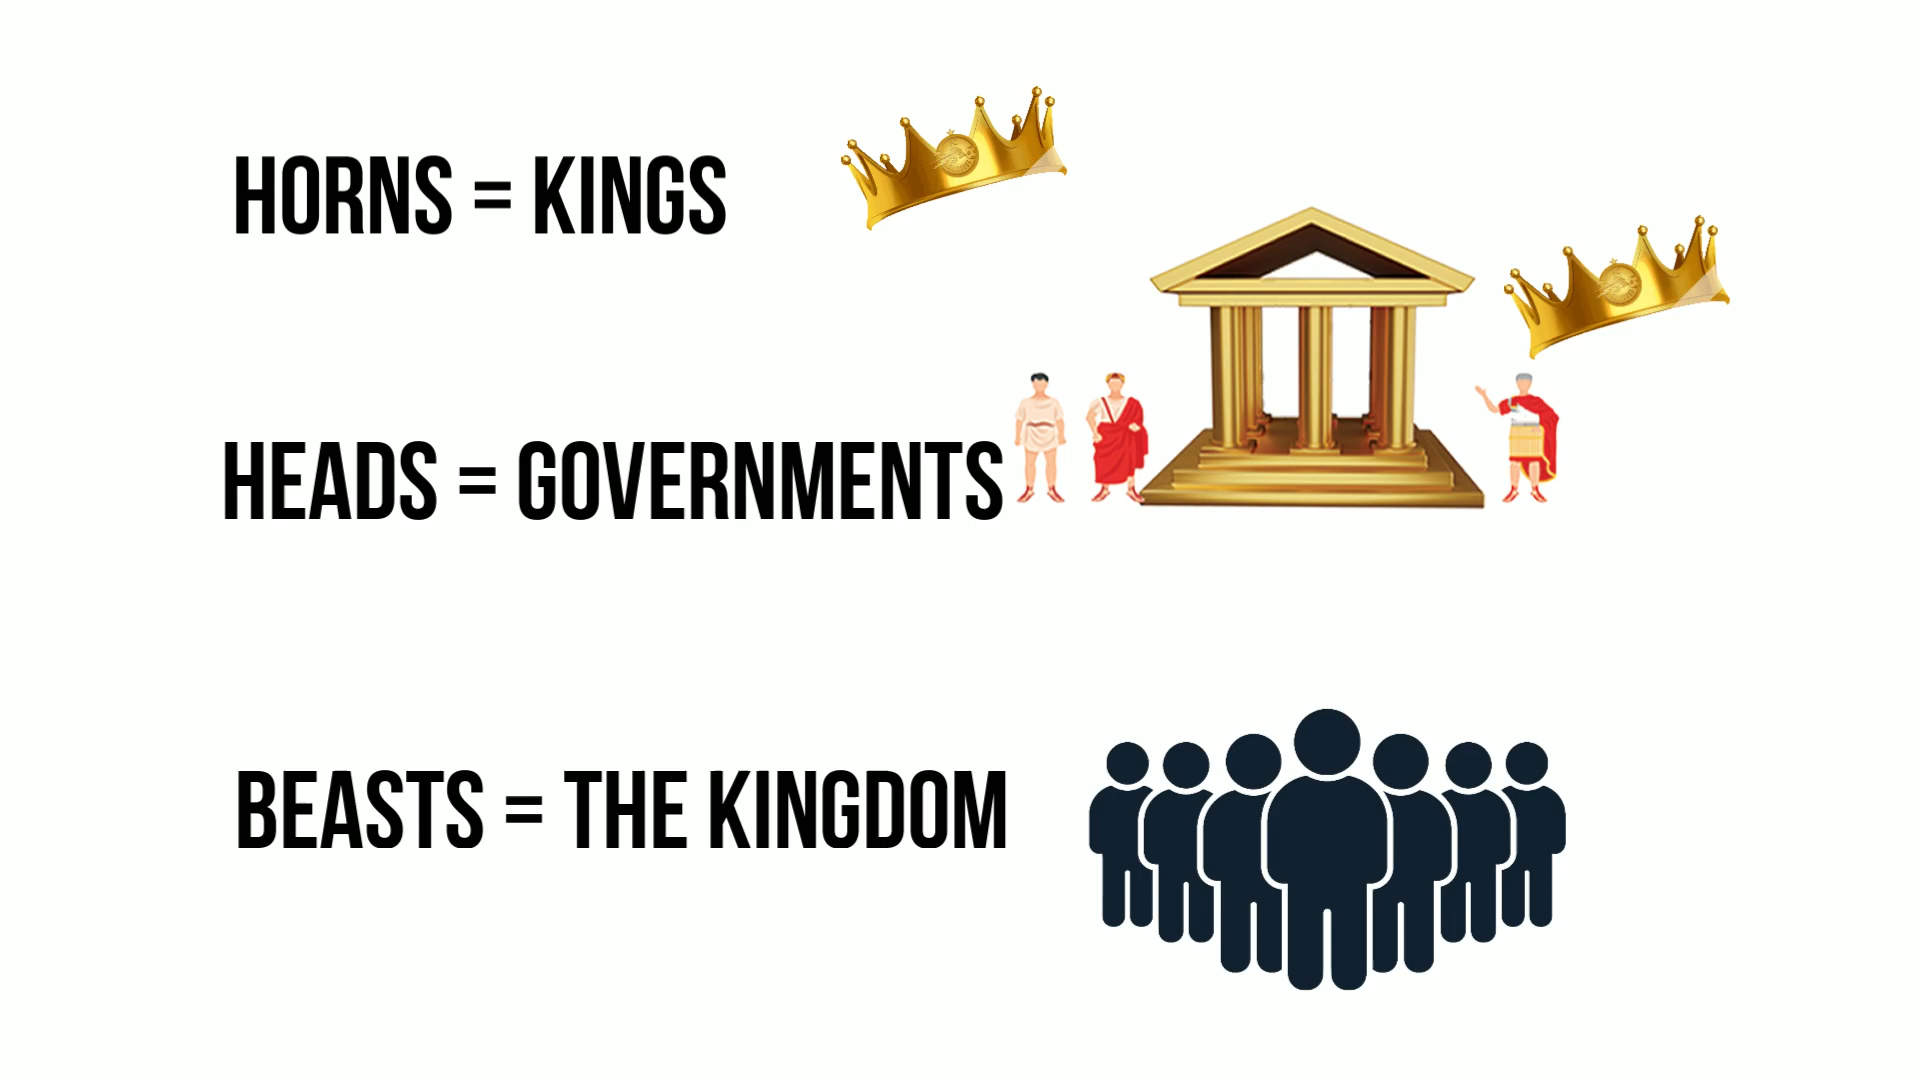 HORNS = KINGS
HEADS = GOVERNMENTS
BEASTS = THE KINGDOM